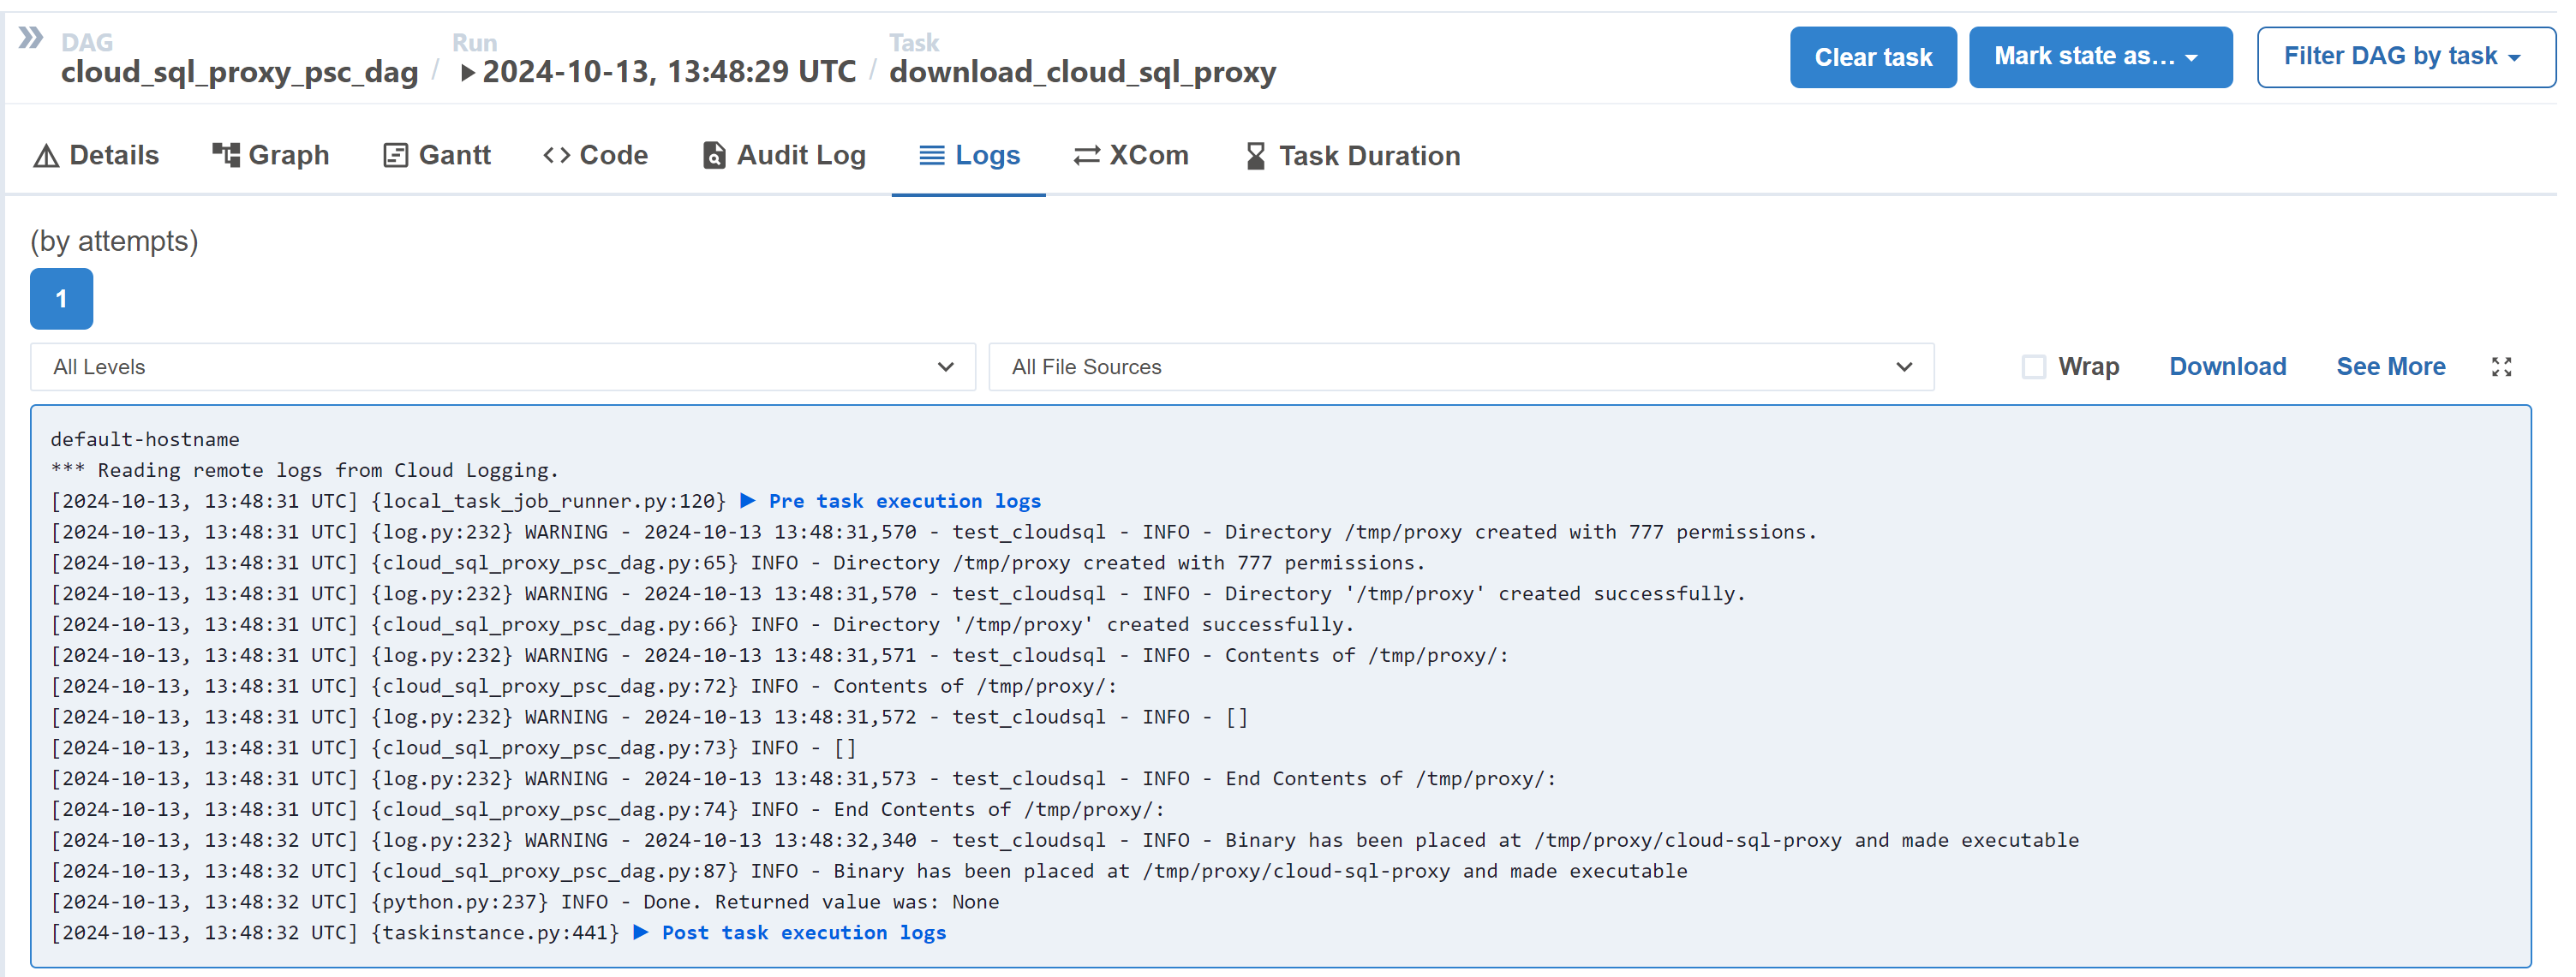 DAG
cloud_sql_proxy_psc_dag
/
Run
2024-10-13, 13:48:29 UTC
/
Task
download_cloud_sql_proxy
Clear task
Mark state as...
Filter DAG by task
Details
Graph
Gantt
Code
Audit Log
Logs
XCom
Task Duration
(by attempts)
1
All Levels
All File Sources
Wrap
Download
See More
default-hostname
*** Reading remote logs from Cloud Logging.
[2024-10-13, 13:48:31 UTC] {local_task_job_runner.py:120} ▶ Pre task execution logs
[2024-10-13, 13:48:31 UTC] {log.py:232} WARNING - 2024-10-13 13:48:31,570 - test_cloudsql - INFO - Directory /tmp/proxy created with 777 permissions.
[2024-10-13, 13:48:31 UTC] {cloud_sql_proxy_psc_dag.py:65} INFO - Directory /tmp/proxy created with 777 permissions.
[2024-10-13, 13:48:31 UTC] {log.py:232} WARNING - 2024-10-13 13:48:31,570 - test_cloudsql - INFO - Directory '/tmp/proxy' created successfully.
[2024-10-13, 13:48:31 UTC] {cloud_sql_proxy_psc_dag.py:66} INFO - Directory '/tmp/proxy' created successfully.
[2024-10-13, 13:48:31 UTC] {log.py:232} WARNING - 2024-10-13 13:48:31,571 - test_cloudsql - INFO - Contents of /tmp/proxy/:
[2024-10-13, 13:48:31 UTC] {cloud_sql_proxy_psc_dag.py:72} INFO - Contents of /tmp/proxy/:
[2024-10-13, 13:48:31 UTC] {log.py:232} WARNING - 2024-10-13 13:48:31,572 - test_cloudsql - INFO - []
[2024-10-13, 13:48:31 UTC] {cloud_sql_proxy_psc_dag.py:73} INFO - []
[2024-10-13, 13:48:31 UTC] {log.py:232} WARNING - 2024-10-13 13:48:31,573 - test_cloudsql - INFO - End Contents of /tmp/proxy/:
[2024-10-13, 13:48:31 UTC] {cloud_sql_proxy_psc_dag.py:74} INFO - End Contents of /tmp/proxy/:
[2024-10-13, 13:48:32 UTC] {log.py:232} WARNING - 2024-10-13 13:48:32,340 - test_cloudsql - INFO - Binary has been placed at /tmp/proxy/cloud-sql-proxy and made executable
[2024-10-13, 13:48:32 UTC] {cloud_sql_proxy_psc_dag.py:87} INFO - Binary has been placed at /tmp/proxy/cloud-sql-proxy and made executable
[2024-10-13, 13:48:32 UTC] {python.py:237} INFO - Done. Returned value was: None
[2024-10-13, 13:48:32 UTC] {taskinstance.py:441} ▶ Post task execution logs